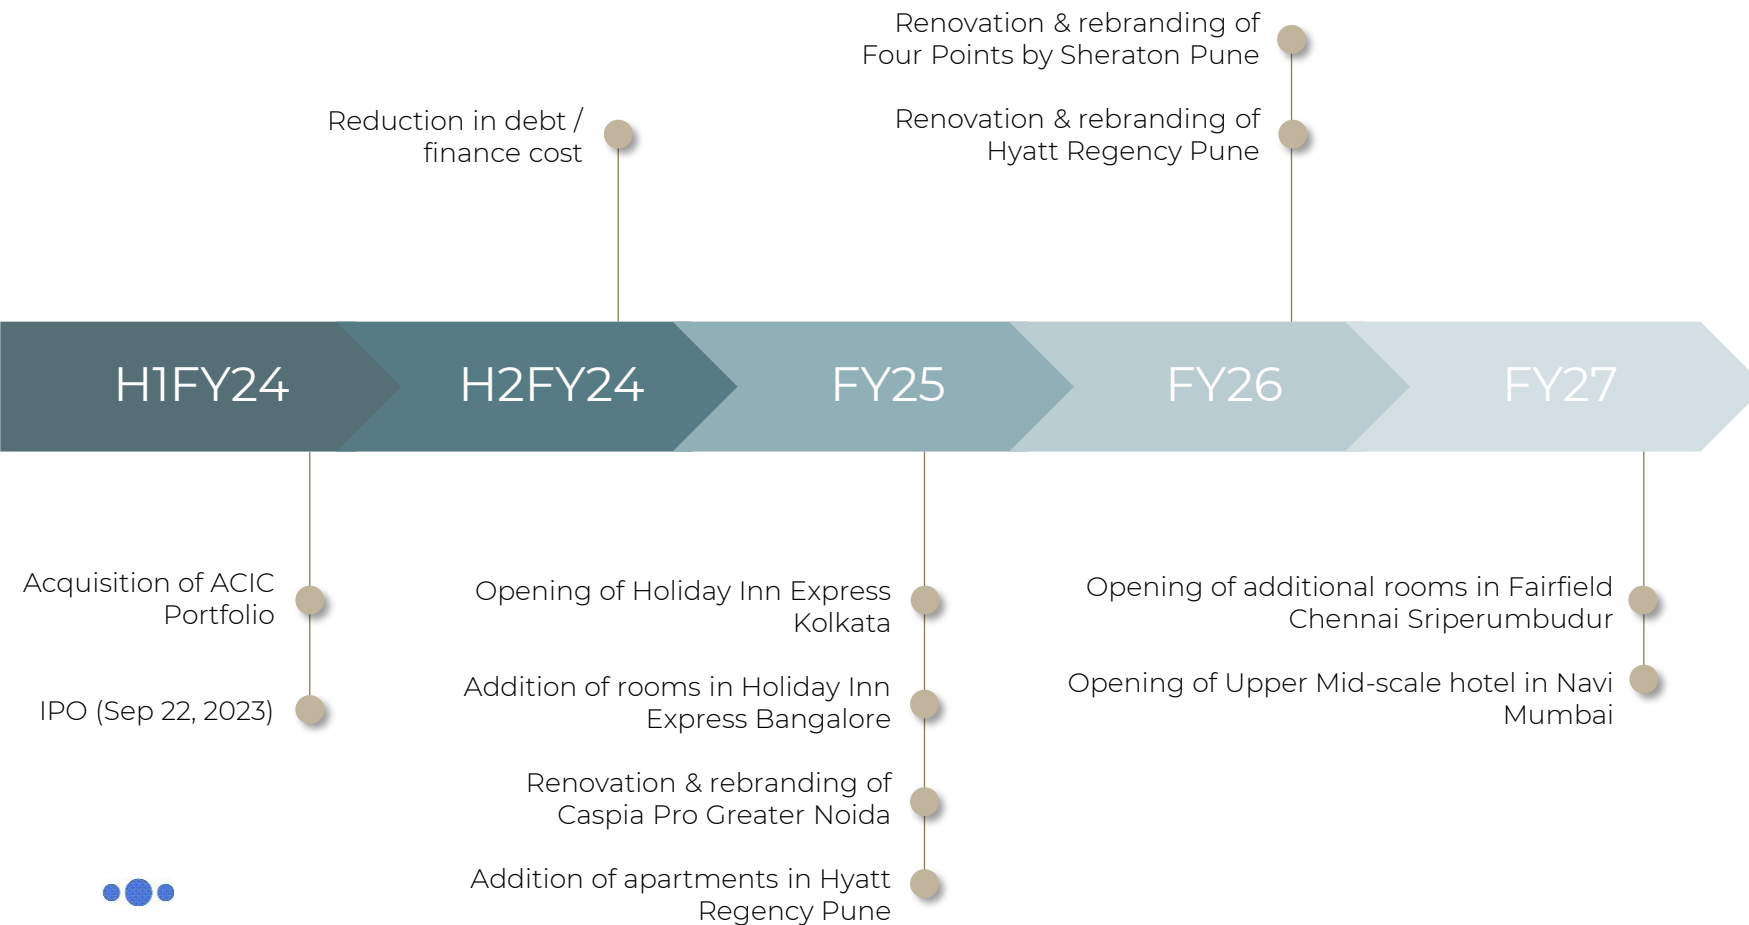 Renovation & rebranding of
Four Points by Sheraton Pune
Reduction in debt /
finance cost
Renovation & rebranding of
Hyatt Regency Pune
H1FY24
H2FY24
FY25
FY26
FY27
Acquisition of ACIC
Portfolio
IPO (Sep 22, 2023)
Opening of Holiday Inn Express
Kolkata
Addition of rooms in Holiday Inn
Express Bangalore
Renovation & rebranding of
Caspia Pro Greater Noida
Addition of apartments in Hyatt
Regency Pune
Opening of additional rooms in Fairfield
Chennai Sriperumbudur
Opening of Upper Mid-scale hotel in Navi
Mumbai